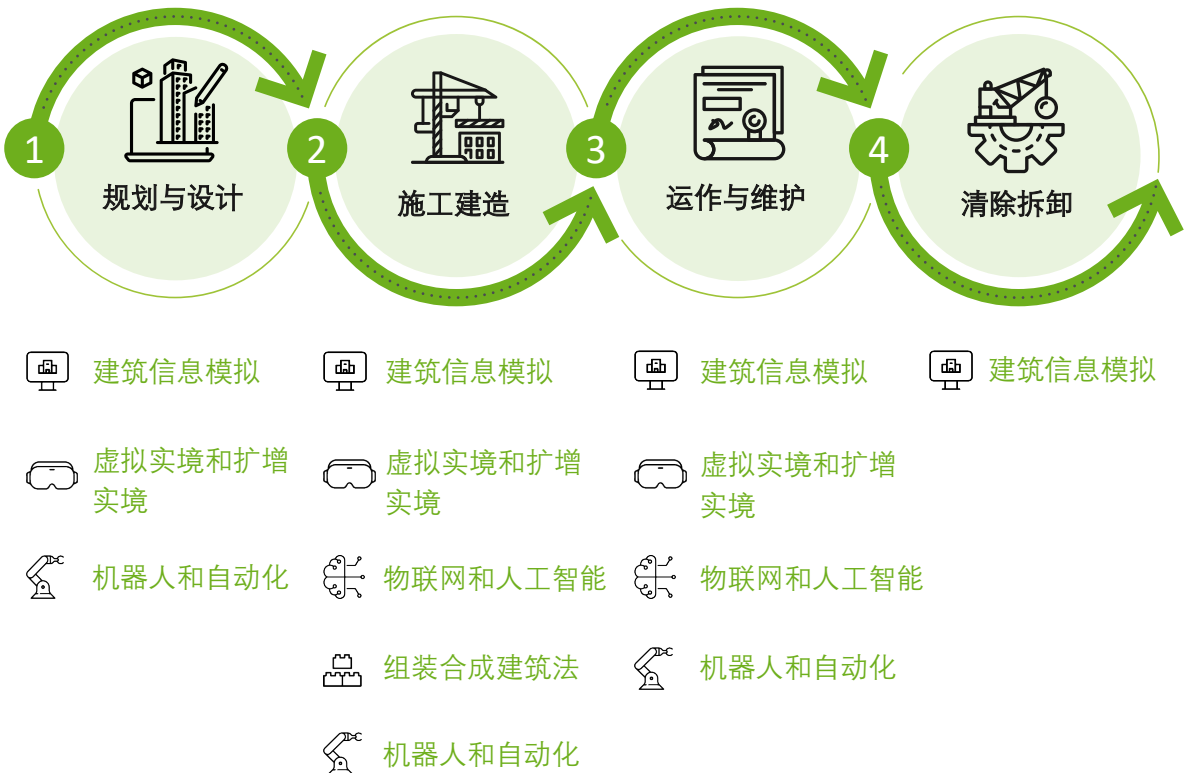 1
规划与设计
2
施工建造
3
运作与维护
4
清除拆卸
建筑信息模拟
虚拟实境和扩增
实境
机器人和自动化
建筑信息模拟
虚拟实境和扩增
实境
物联网和人工智能
组装合成建筑法
机器人和自动化
建筑信息模拟
虚拟实境和扩增
实境
物联网和人工智能
机器人和自动化
建筑信息模拟